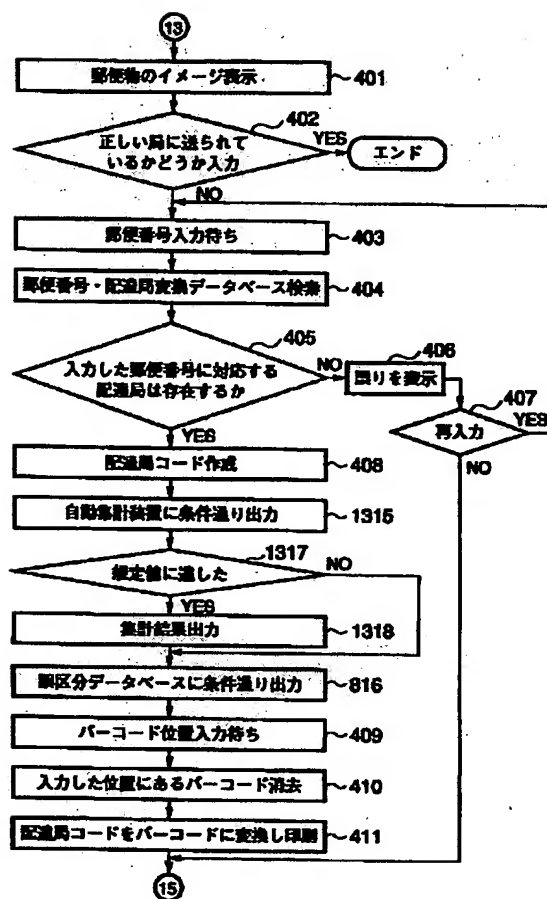 13
郵便物のイメージ表示
401
402
正しい局に送られて
いるかどうか入力
YES
エンド
NO
郵便番号入力待ち
403
郵便番号・配達局変換データベース検索
404
405
入力した郵便番号に対応する
配達局は存在するか
NO
406
誤りを表示
407
再入力
YES
NO
YES
配達局コード作成
408
自動集計装置に条件通り出力
1315
1317
規定値に達した
NO
YES
集計結果出力
1318
誤区分データベースに条件通り出力
816
バーコード位置入力待ち
409
入力した位置にあるバーコード消去
410
配達局コードをバーコードに変換し印刷
411
15